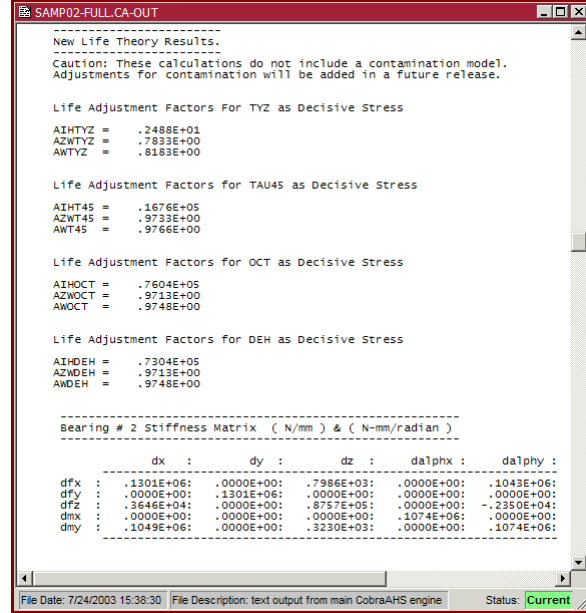 SAMP02-FULL.CA-OUT
-------------------------
New Life Theory Results.
-------------------------
Caution: These calculations do not include a contamination model.
Adjustments for contamination will be added in a future release.
Life Adjustment Factors For TYZ as Decisive Stress
AIHTYZ = .2488E+01
AZWTYZ = .7833E+00
AWTYZ = .8183E+00
Life Adjustment Factors for TAU45 as Decisive Stress
AIHT45 = .1676E+05
AZWT45 = .9733E+00
AWT45 = .9766E+00
Life Adjustment Factors for OCT as Decisive Stress
AIHOCT = .7604E+05
AZWOCT = .9713E+00
AWOCT = .9748E+00
Life Adjustment Factors for DEH as Decisive Stress
AIHDEH = .7304E+05
AZWDEH = .9713E+00
AWDEH = .9748E+00
------------------------------------------------------------
Bearing # 2 Stiffness Matrix ( N/mm ) & ( N-mm/radian )
------------------------------------------------------------
dx : dy : dz : dalphx : dalphy :
------------------------------------------------------------
dfx : .1301E+06: .0000E+00: .7986E+03: .0000E+00: .1043E+06:
dfy : .0000E+00: .1301E+06: .0000E+00: .0000E+00: .0000E+00:
dfz : .3646E+04: .0000E+00: .8757E+05: .0000E+00: -.2350E+04:
dmx : .0000E+00: .0000E+00: .0000E+00: .1074E+06: .0000E+00:
dmy : .1049E+06: .0000E+00: .3230E+03: .0000E+00: .1074E+06:
------------------------------------------------------------
File Date: 7/24/2003 15:38:30 File Description: text output from main CobraAHS engine Status: Current